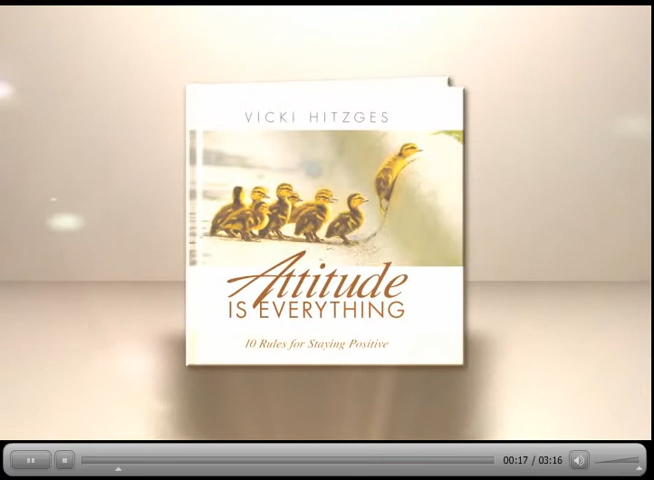 VICKI HITZGES
Attitude
IS EVERYTHING
10 Rules for Staying Positive
00:17 / 03:16